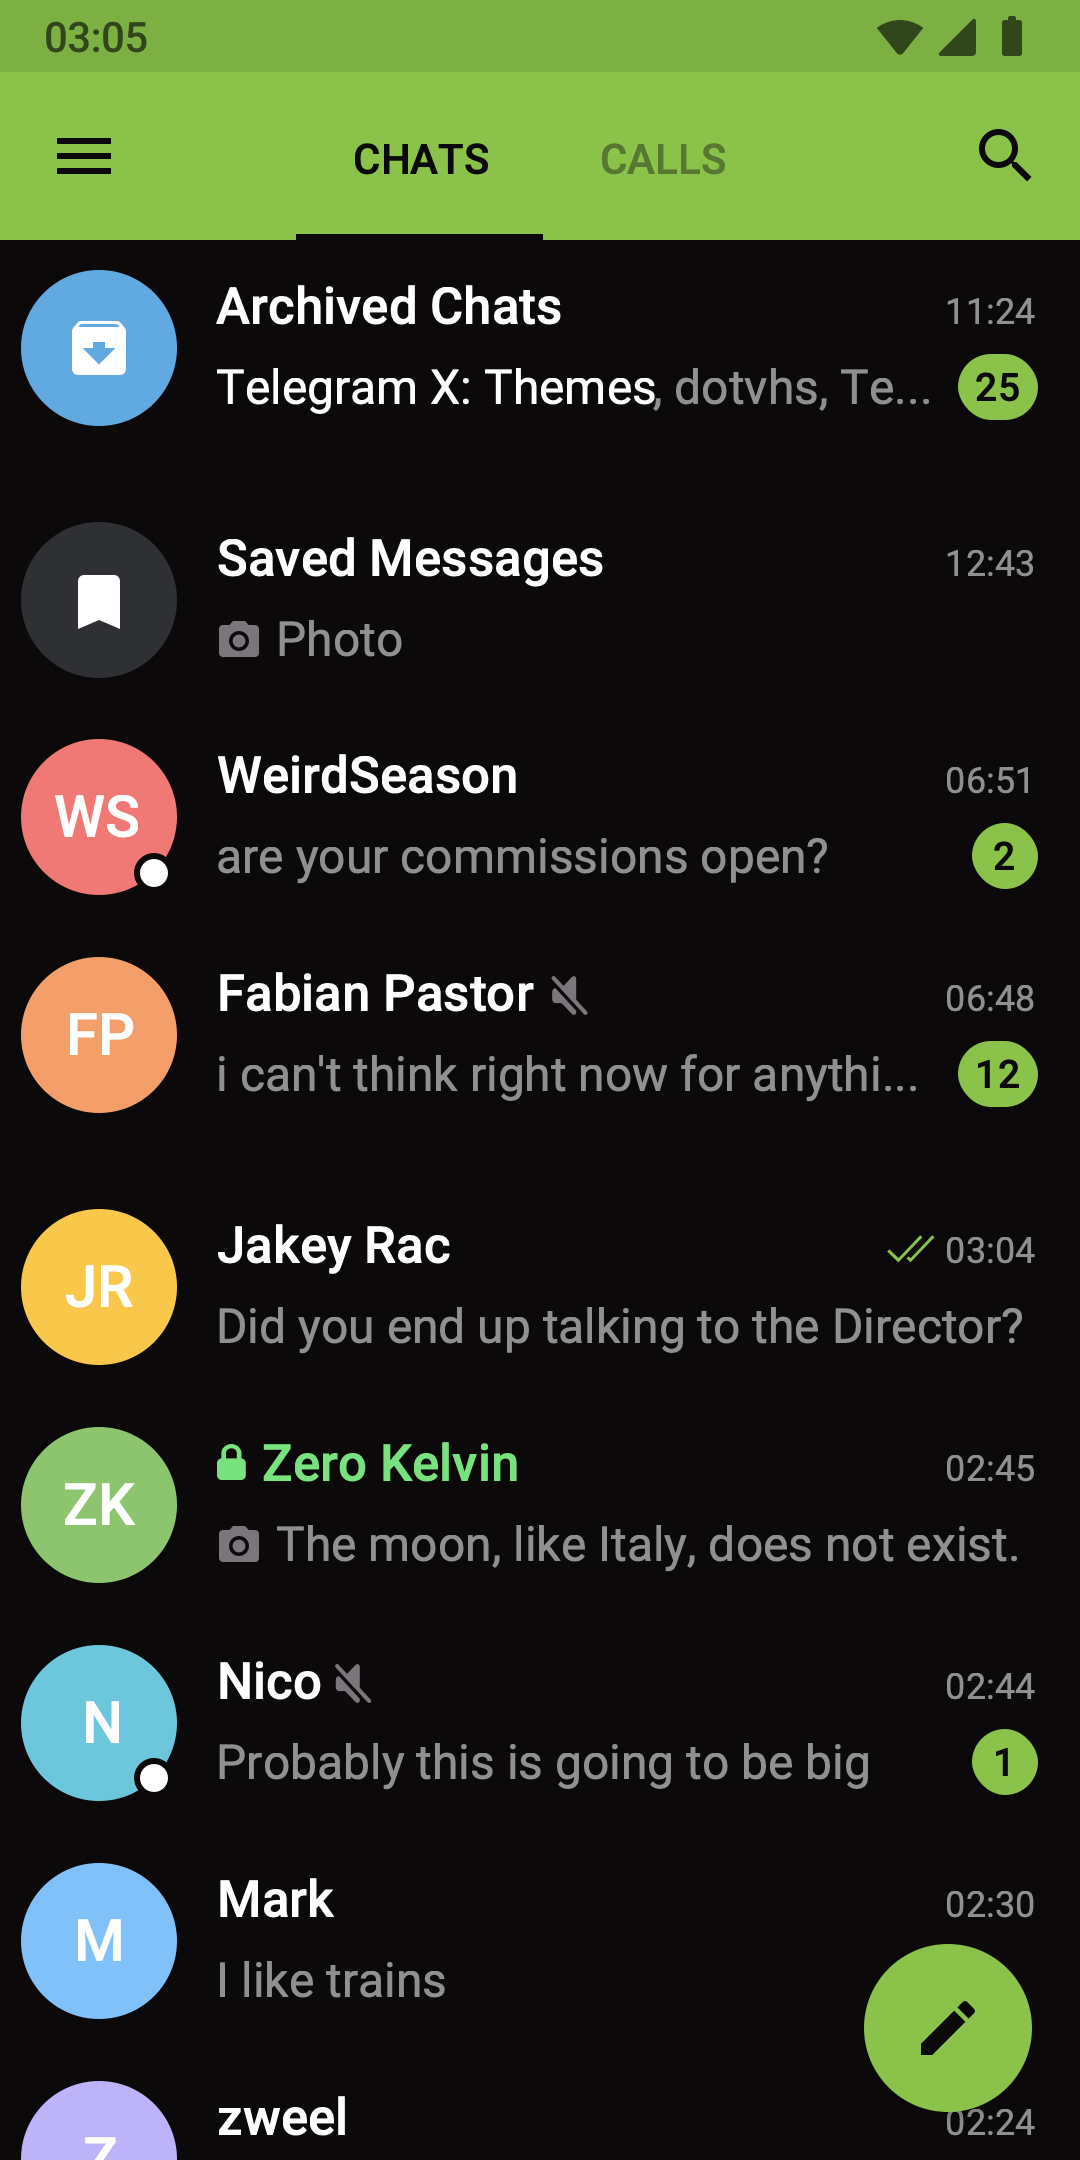 03:05
CHATS CALLS
Archived Chats 11:24
Telegram X: Themes, dotvhs, Te... 25
Saved Messages 12:43
Photo
WS WeirdSeason 06:51
are your commissions open? 2
FP Fabian Pastor 06:48
i can't think right now for anythi... 12
JR Jakey Rac 03:04
Did you end up talking to the Director?
ZK Zero Kelvin 02:45
The moon, like Italy, does not exist.
N Nico 02:44
Probably this is going to be big 1
M Mark 02:30
I like trains
Z zweel 02:24